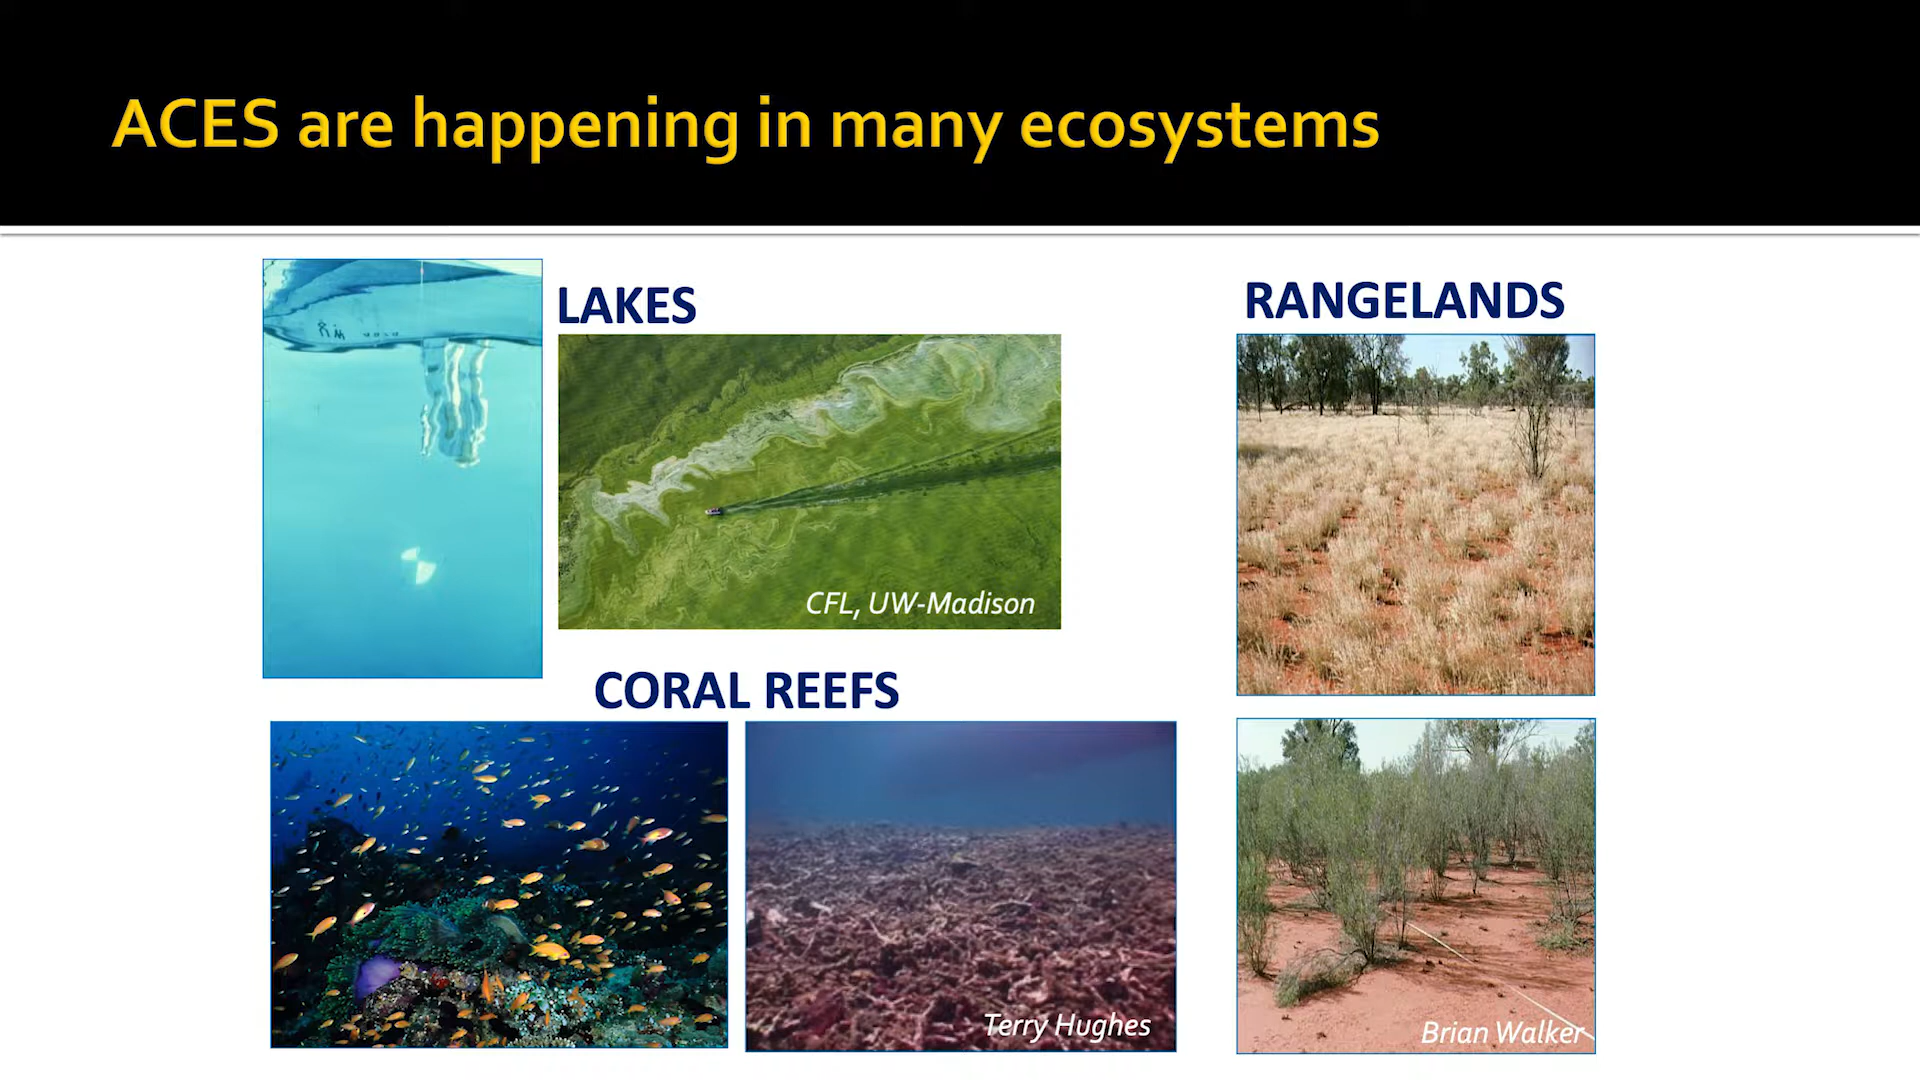 ACES are happening in many ecosystems
LAKES
CFL, UW-Madison
RANGELANDS
CORAL REEFS
Terry Hughes
Brian Walker